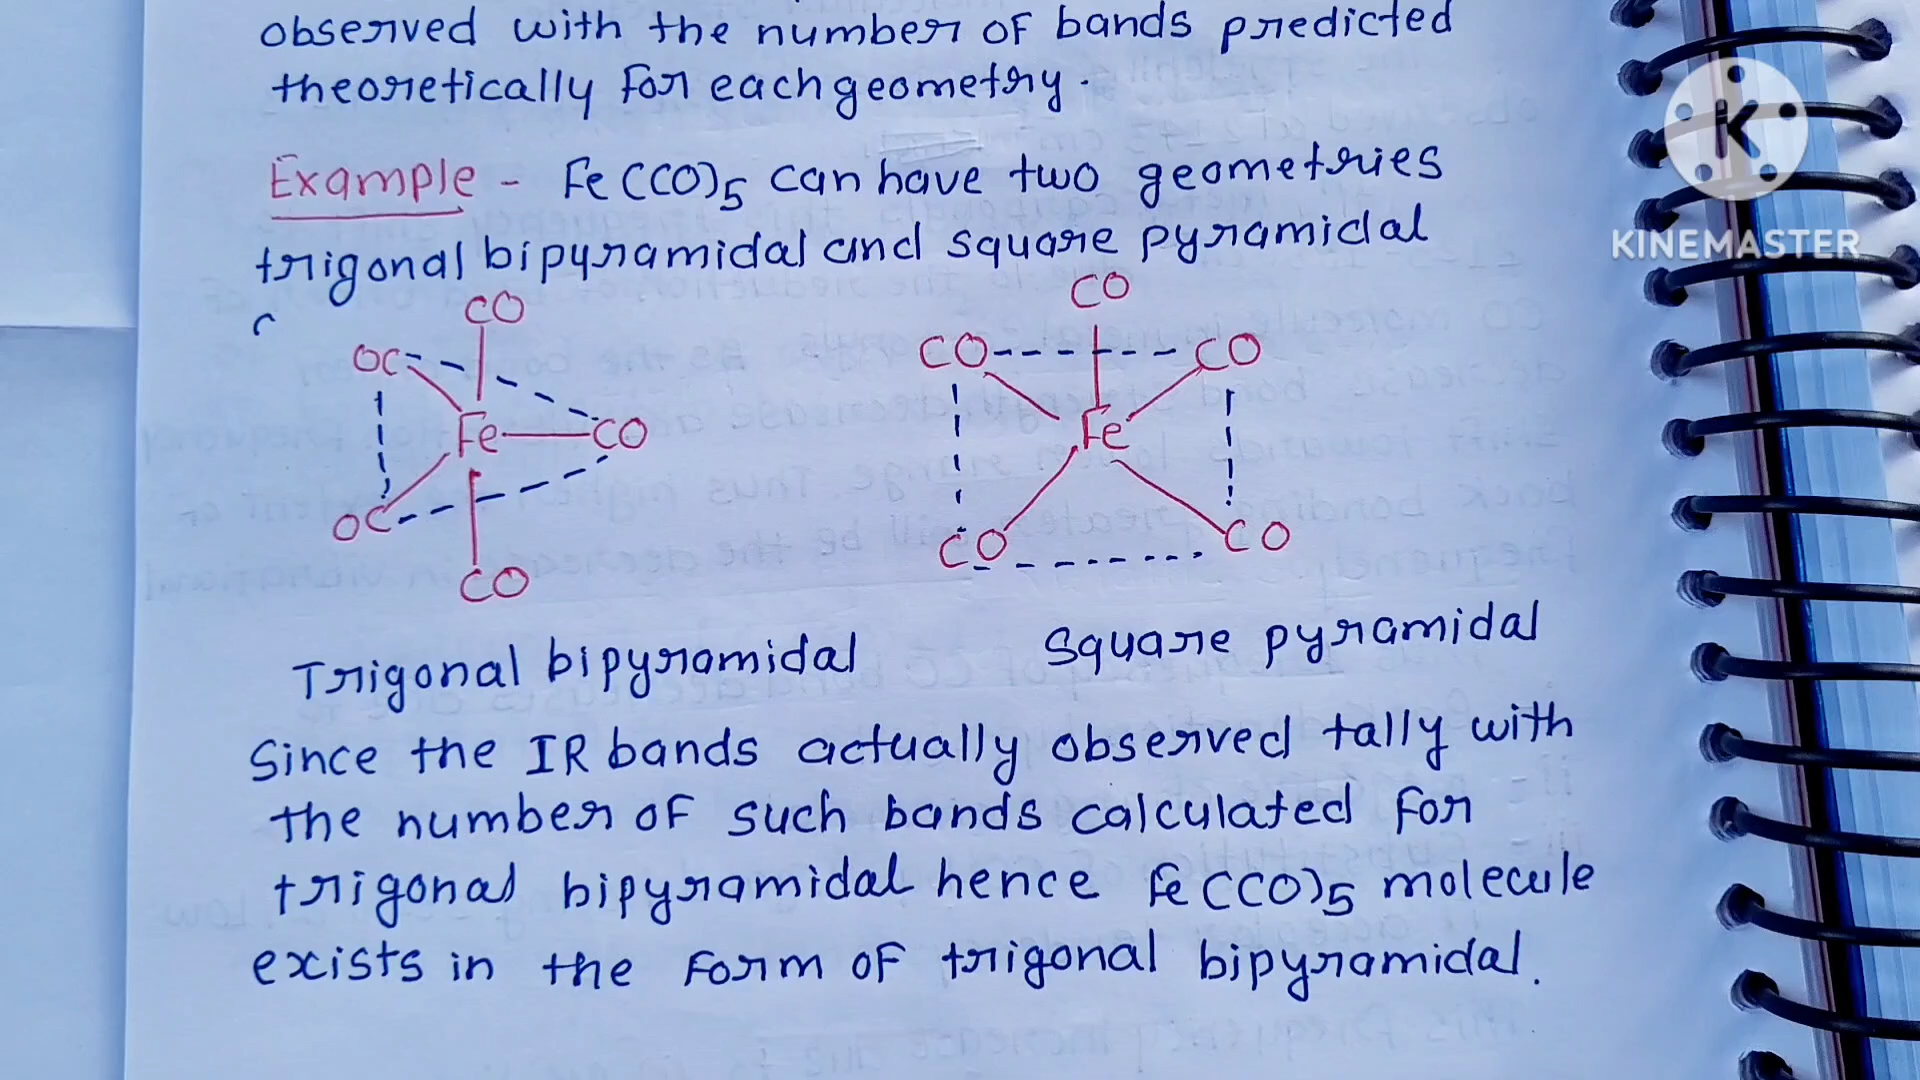 observed with the number of bands predicted
theoretically for each geometry.
Example - Fe(CO)5 can have two geometries
trigonal bipyramidal and square pyramidal
CO
OC
Fe
CO
OC
CO
Trigonal bipyramidal
CO
CO
CO
Fe
CO
CO
Square pyramidal
Since the IR bands actually observed tally with
the number of such bands calculated for
trigonal bipyramidal hence Fe(CO)5 molecule
exists in the form of trigonal bipyramidal.
K
KINEMASTER